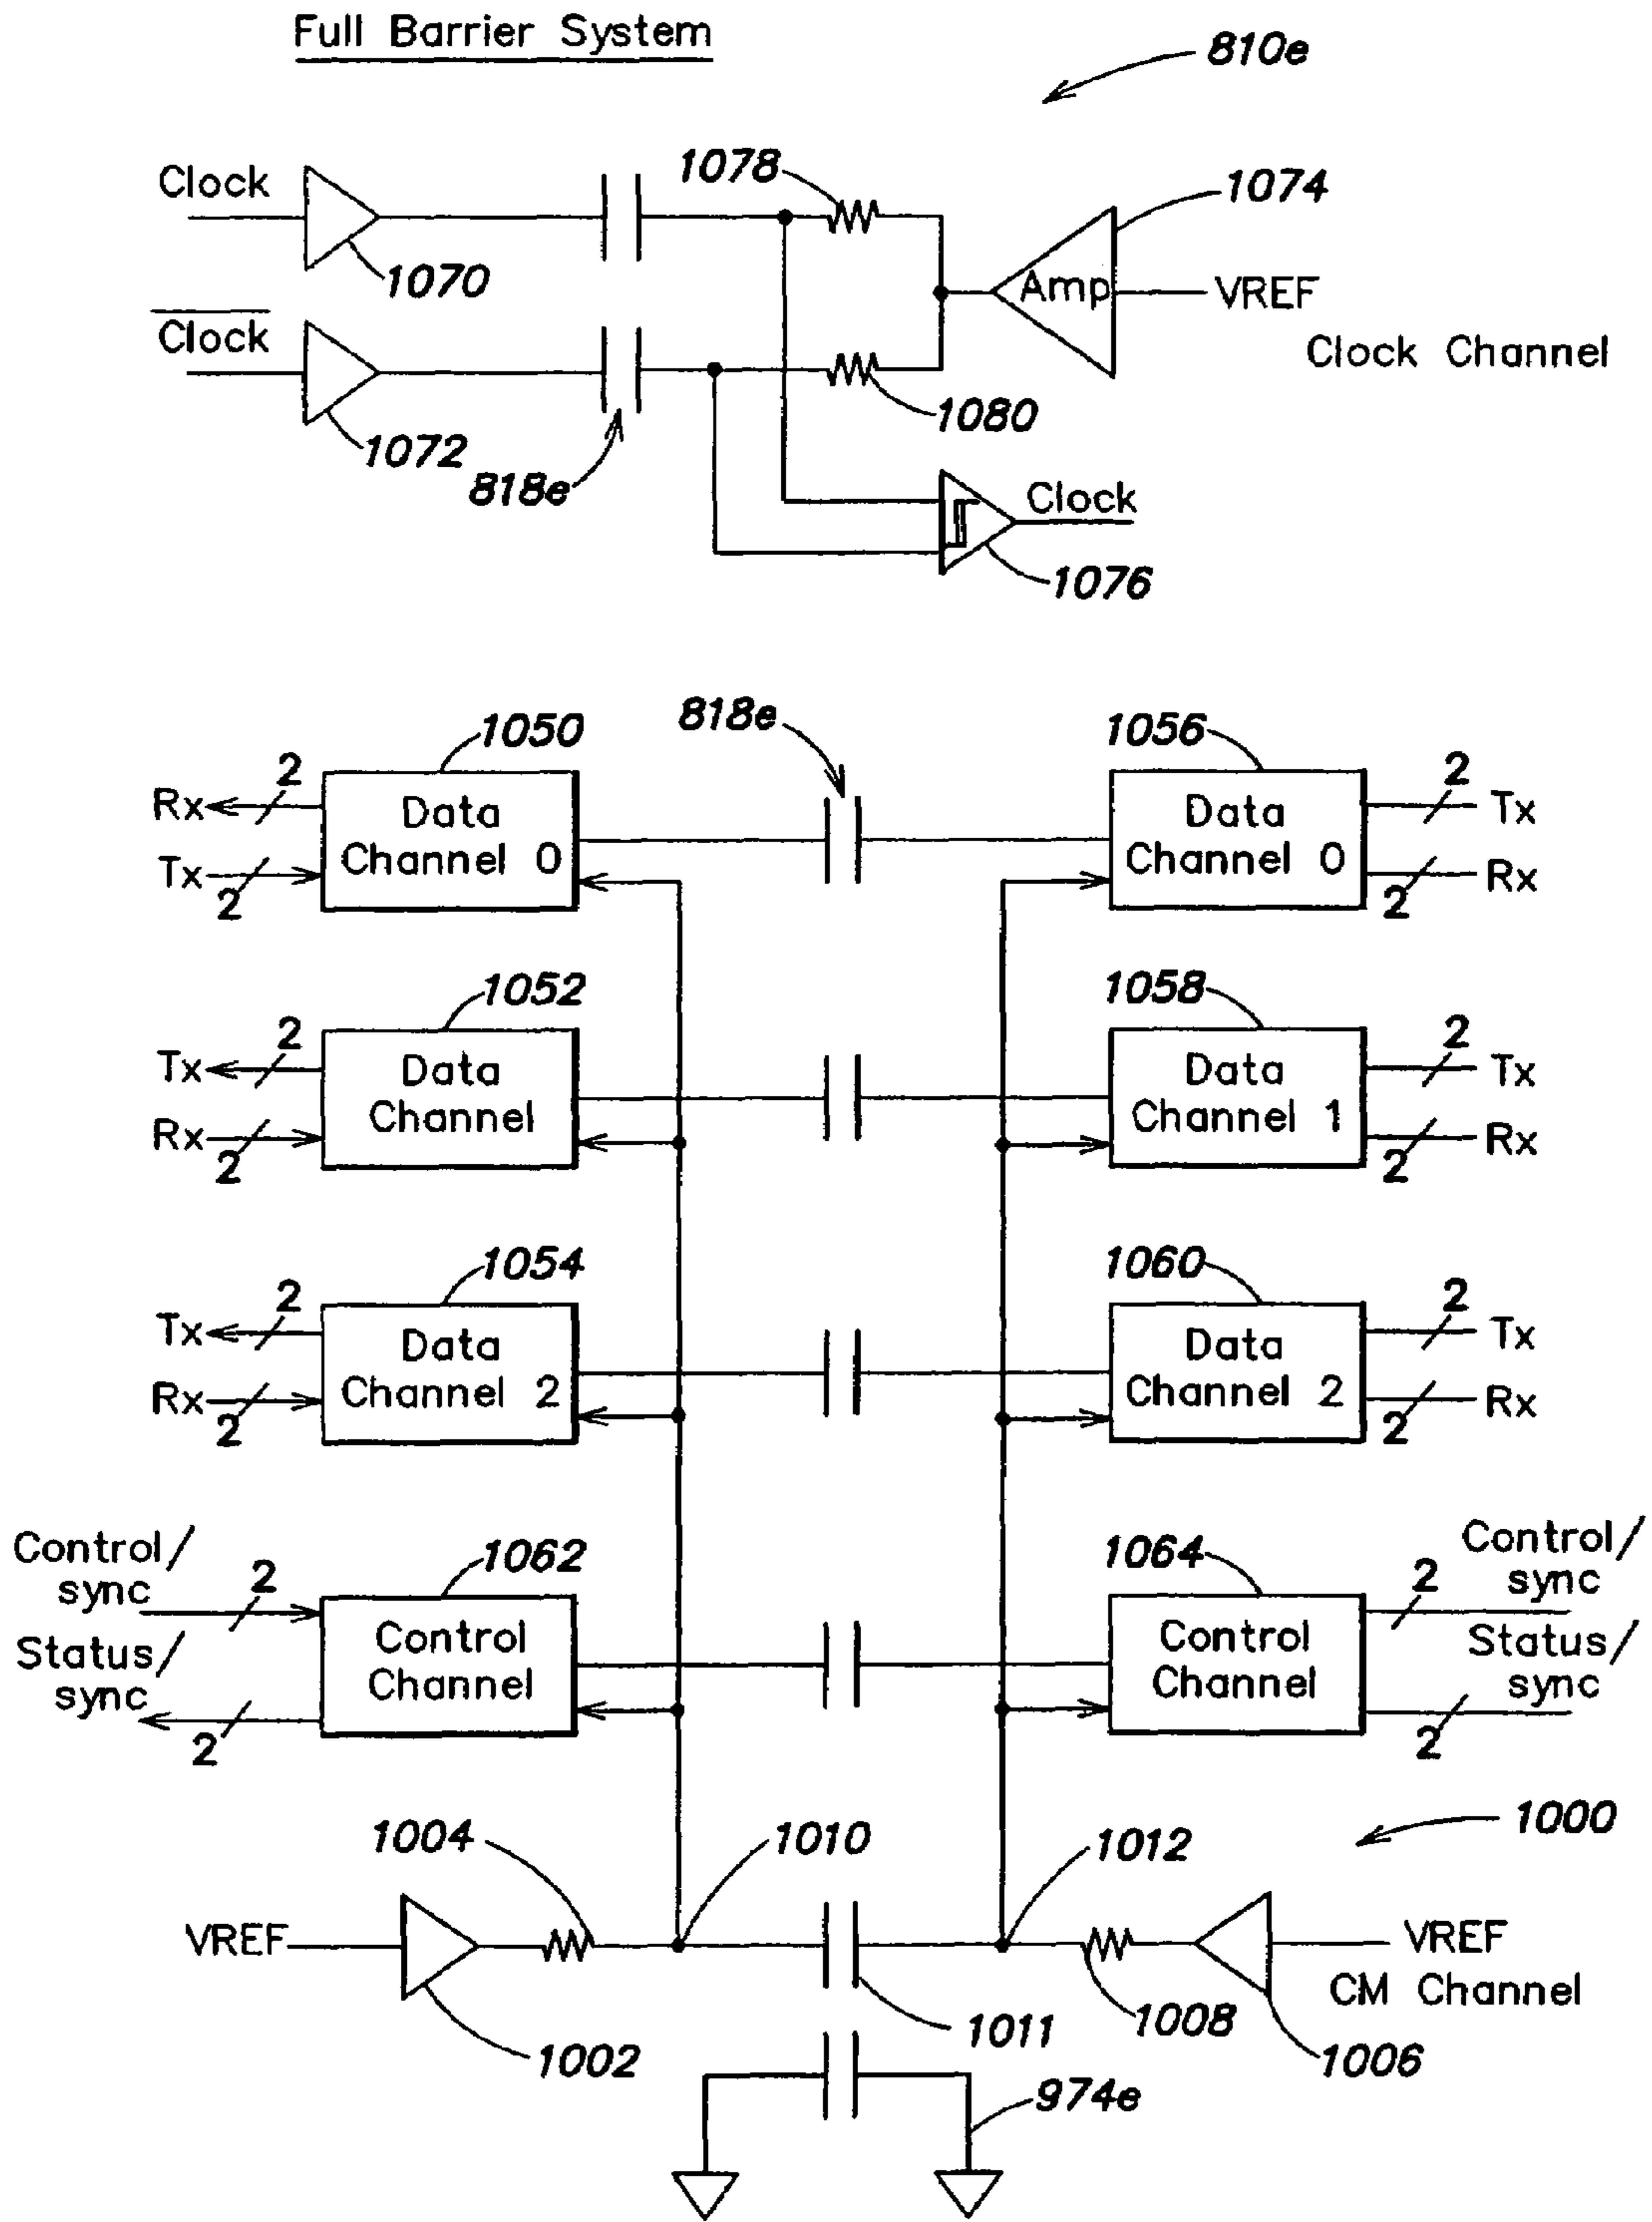 Full Barrier System
810e
Clock
1078
1074
1070
Amp
VREF
Clock
Clock Channel
1072
1080
818e
Clock
1076
1050
818e
1056
Rx
2
Data
Channel 0
Data
Channel 0
2
Tx
Tx
2
2
Rx
1052
1058
Tx
2
Data
Channel
Data
Channel 1
2
Tx
Rx
2
2
Rx
1054
1060
Tx
2
Data
Channel 2
Data
Channel 2
2
Tx
Rx
2
2
Rx
Control/
sync
2
1062
1064
2
Control/
sync
Status/
sync
2
Control
Channel
Control
Channel
Status/
sync
2
1004
1010
1012
1000
VREF
VREF
CM Channel
1002
1011
1008
1006
974e